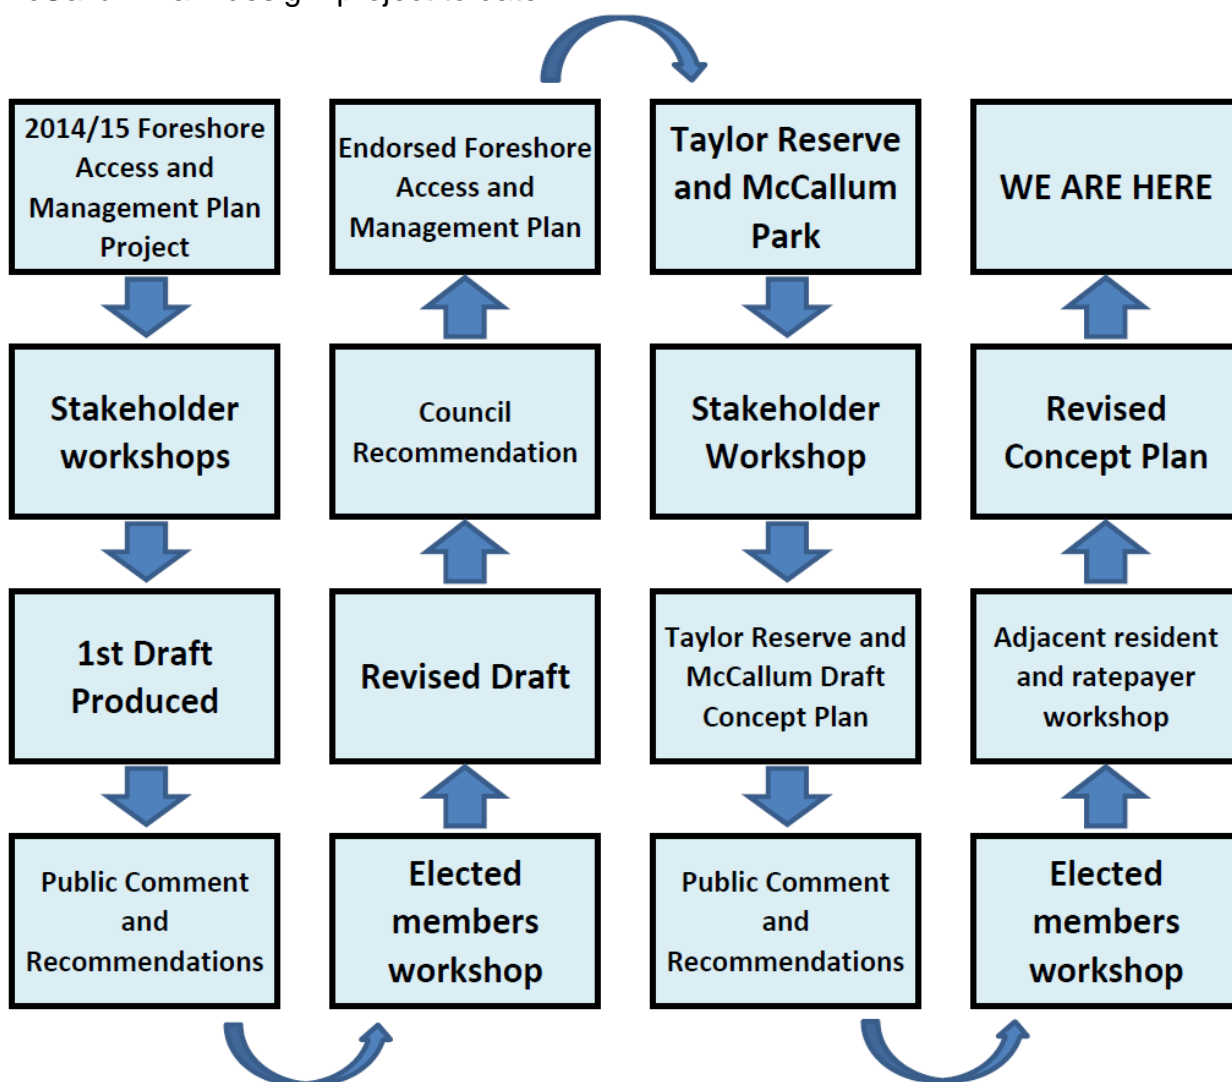 2014/15 Foreshore
Access and
Management Plan
Project
Stakeholder
workshops
1st Draft
Produced
Public Comment
and
Recommendations
Elected
members
workshop
Revised Draft
Council
Recommendation
Endorsed Foreshore
Access and
Management Plan
Taylor Reserve
and McCallum
Park
Stakeholder
Workshop
Taylor Reserve and
McCallum Draft
Concept Plan
Public Comment
and
Recommendations
Elected
members
workshop
Adjacent resident
and ratepayer
workshop
Revised
Concept Plan
WE ARE HERE